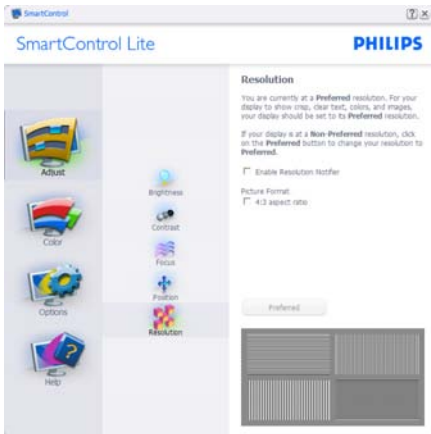 SmartControl
SmartControl Lite
PHILIPS
Adjust
Color
Options
Help
Brightness
Contrast
Focus
Position
Resolution
Resolution
You are currently at a Preferred resolution. For your
display to show crisp, clear text, colors, and images,
your display should be set to its Preferred resolution.
If your display is at a Non-Preferred resolution, click
on the Preferred button to change your resolution to
Preferred.
Enable Resolution Notifier
Picture Format
4:3 aspect ratio
Preferred